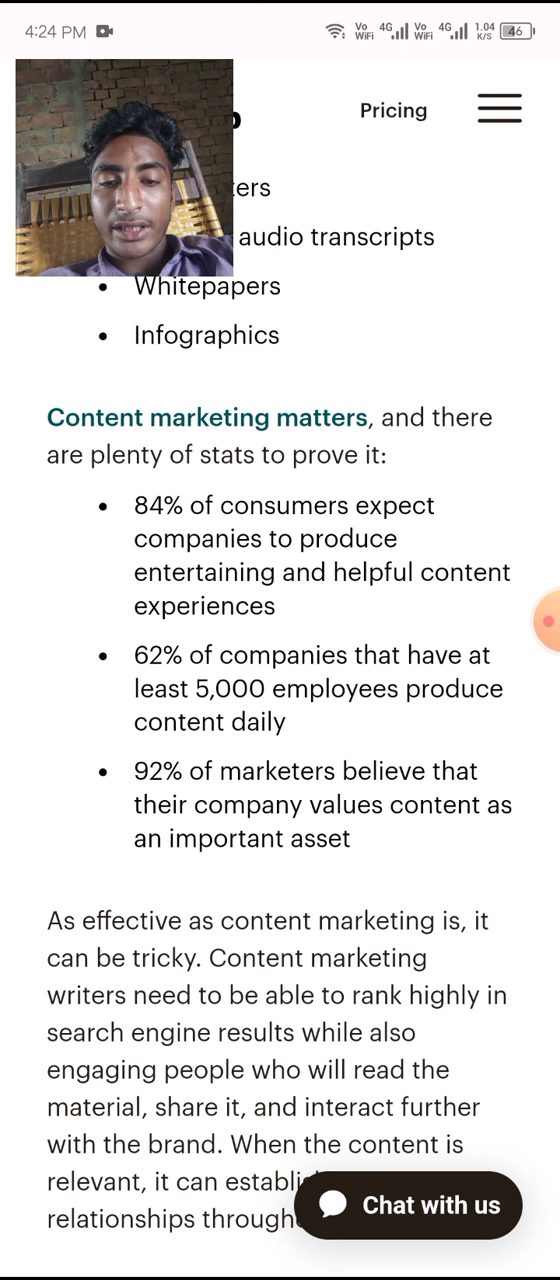 4:24 PM Vo WiFi 4G Vo WiFi 4G 1.04 K/S 46
Pricing
audio transcripts
• Whitepapers
• Infographics
Content marketing matters, and there
are plenty of stats to prove it:
• 84% of consumers expect
companies to produce
entertaining and helpful content
experiences
• 62% of companies that have at
least 5,000 employees produce
content daily
• 92% of marketers believe that
their company values content as
an important asset
As effective as content marketing is, it
can be tricky. Content marketing
writers need to be able to rank highly in
search engine results while also
engaging people who will read the
material, share it, and interact further
with the brand. When the content is
relevant, it can
relationships
Chat with us